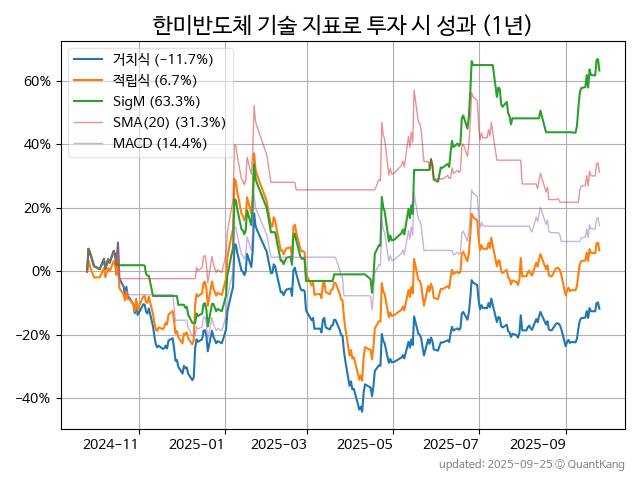 한미반도체 기술 지표로 투자 시 성과 (1년)
거치식 (-11.7%)
적립식 (6.7%)
SigM (63.3%)
SMA(20) (31.3%)
MACD (14.4%)
60%
40%
20%
0%
-20%
-40%
2024-11 2025-01 2025-03 2025-05 2025-07 2025-09
updated: 2025-09-25 © QuantKang